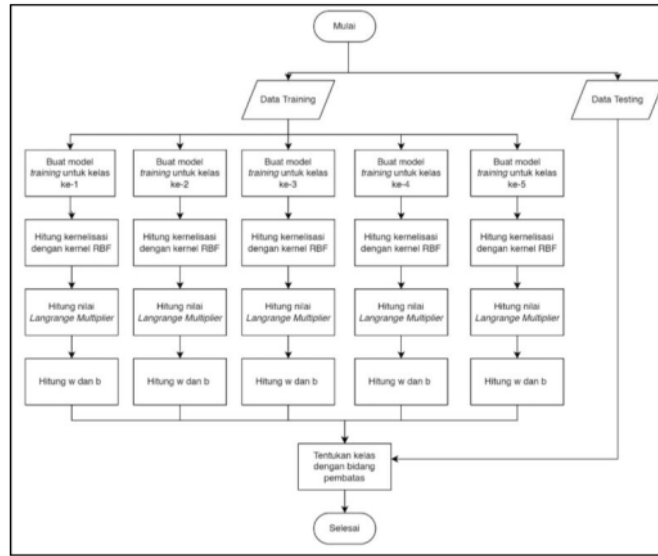 Mulai
Data Training
Data Testing
Buat model
training untuk kelas
ke-1
Buat model
training untuk kelas
ke-2
Buat model
training untuk kelas
ke-3
Buat model
training untuk kelas
ke-4
Buat model
training untuk kelas
ke-5
Hitung kernelisasi
dengan kernel RBF
Hitung kernelisasi
dengan kernel RBF
Hitung kernelisasi
dengan kernel RBF
Hitung kernelisasi
dengan kernel RBF
Hitung kernelisasi
dengan kernel RBF
Hitung nilai
Langrange Multiplier
Hitung nilai
Langrange Multiplier
Hitung nilai
Langrange Multiplier
Hitung nilai
Langrange Multiplier
Hitung nilai
Langrange Multiplier
Hitung w dan b
Hitung w dan b
Hitung w dan b
Hitung w dan b
Hitung w dan b
Tentukan kelas
dengan bidang
pembatas
Selesai